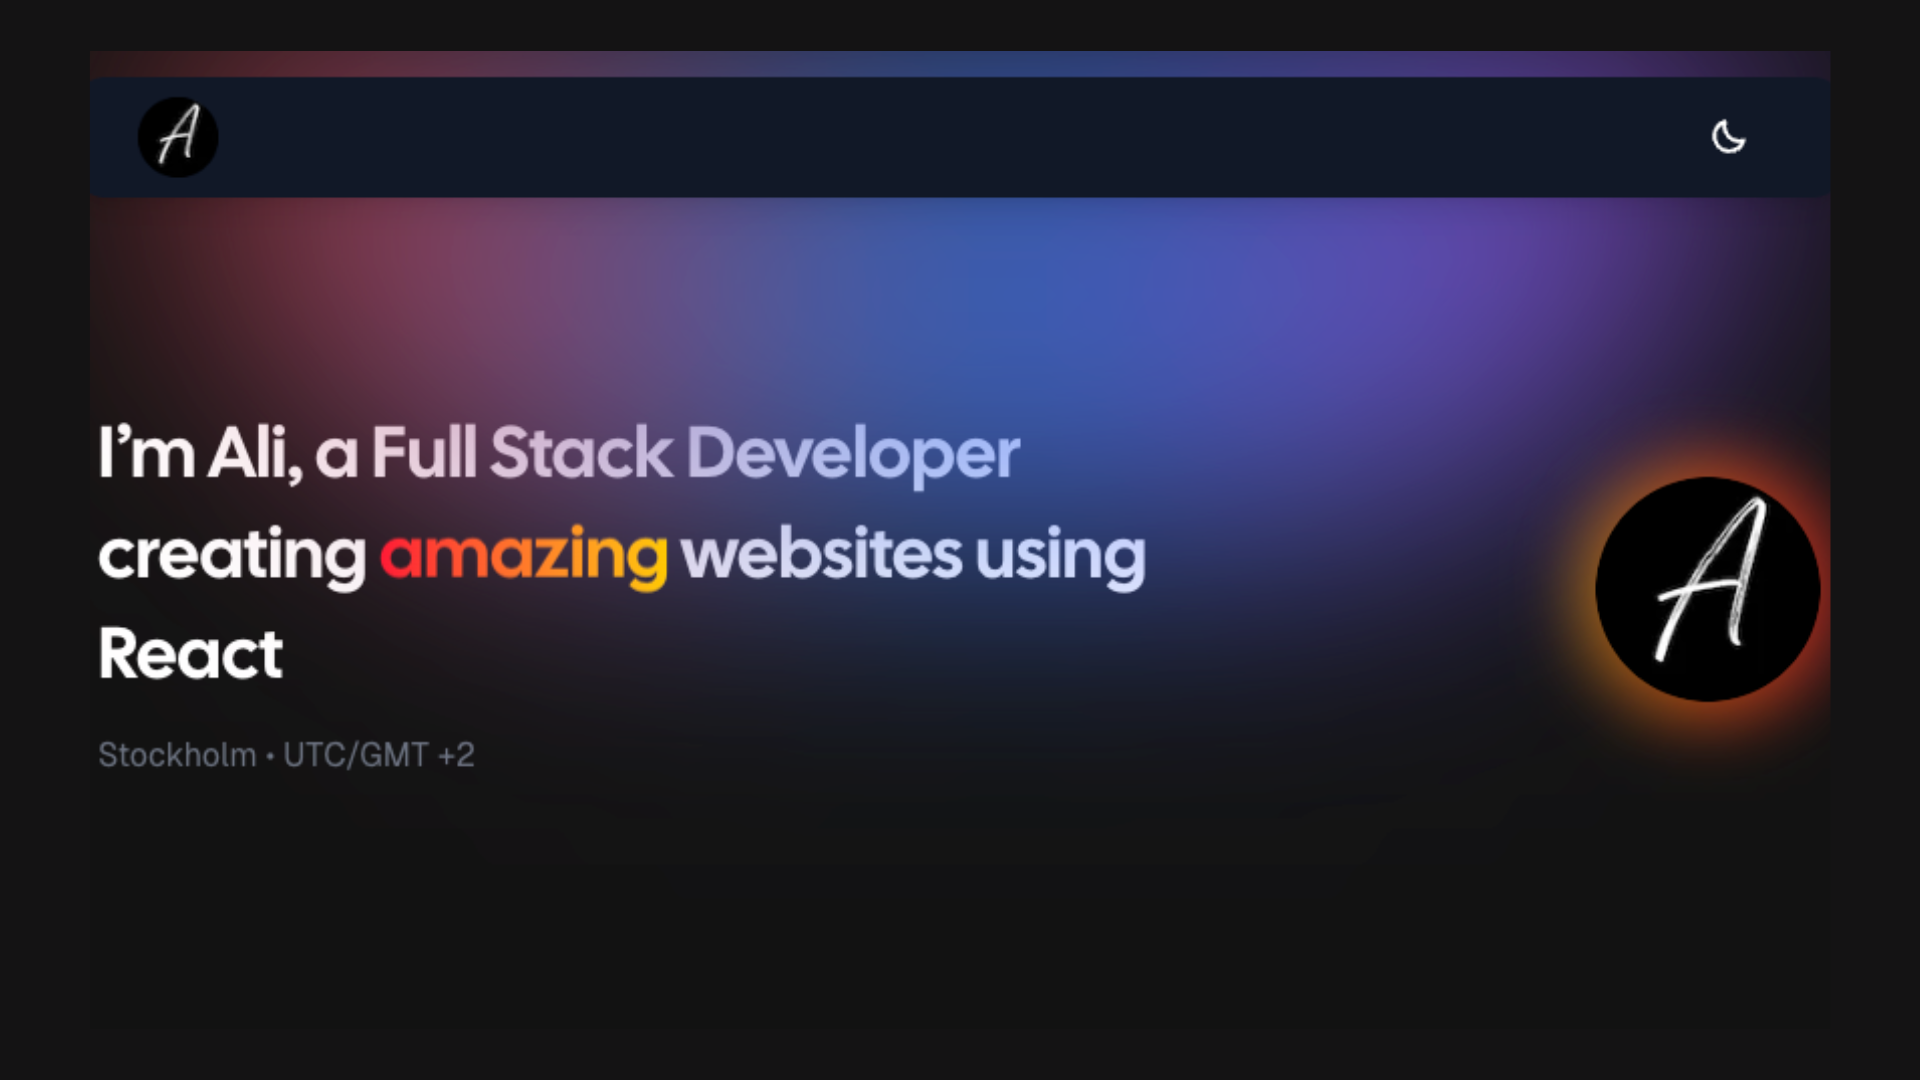 A
I’m Ali, a Full Stack Developer
creating amazing websites using
React
A
Stockholm • UTC/GMT +2